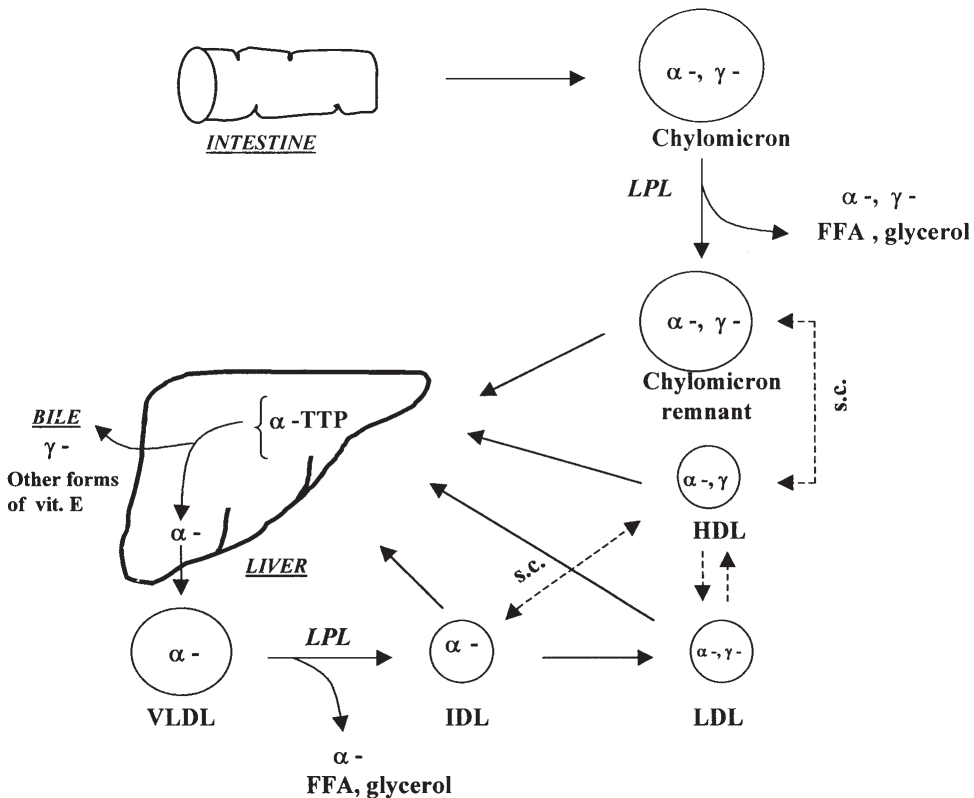 α -, γ -
INTESTINE
Chylomicron
LPL
α -, γ -
FFA , glycerol
α -, γ -
s.c.
Chylomicron
remnant
BILE
γ -
Other forms
of vit. E
α -TTP
α -, γ
HDL
α -
LIVER
s.c.
α -
VLDL
LPL
α -
IDL
α -, γ -
LDL
α -
FFA, glycerol